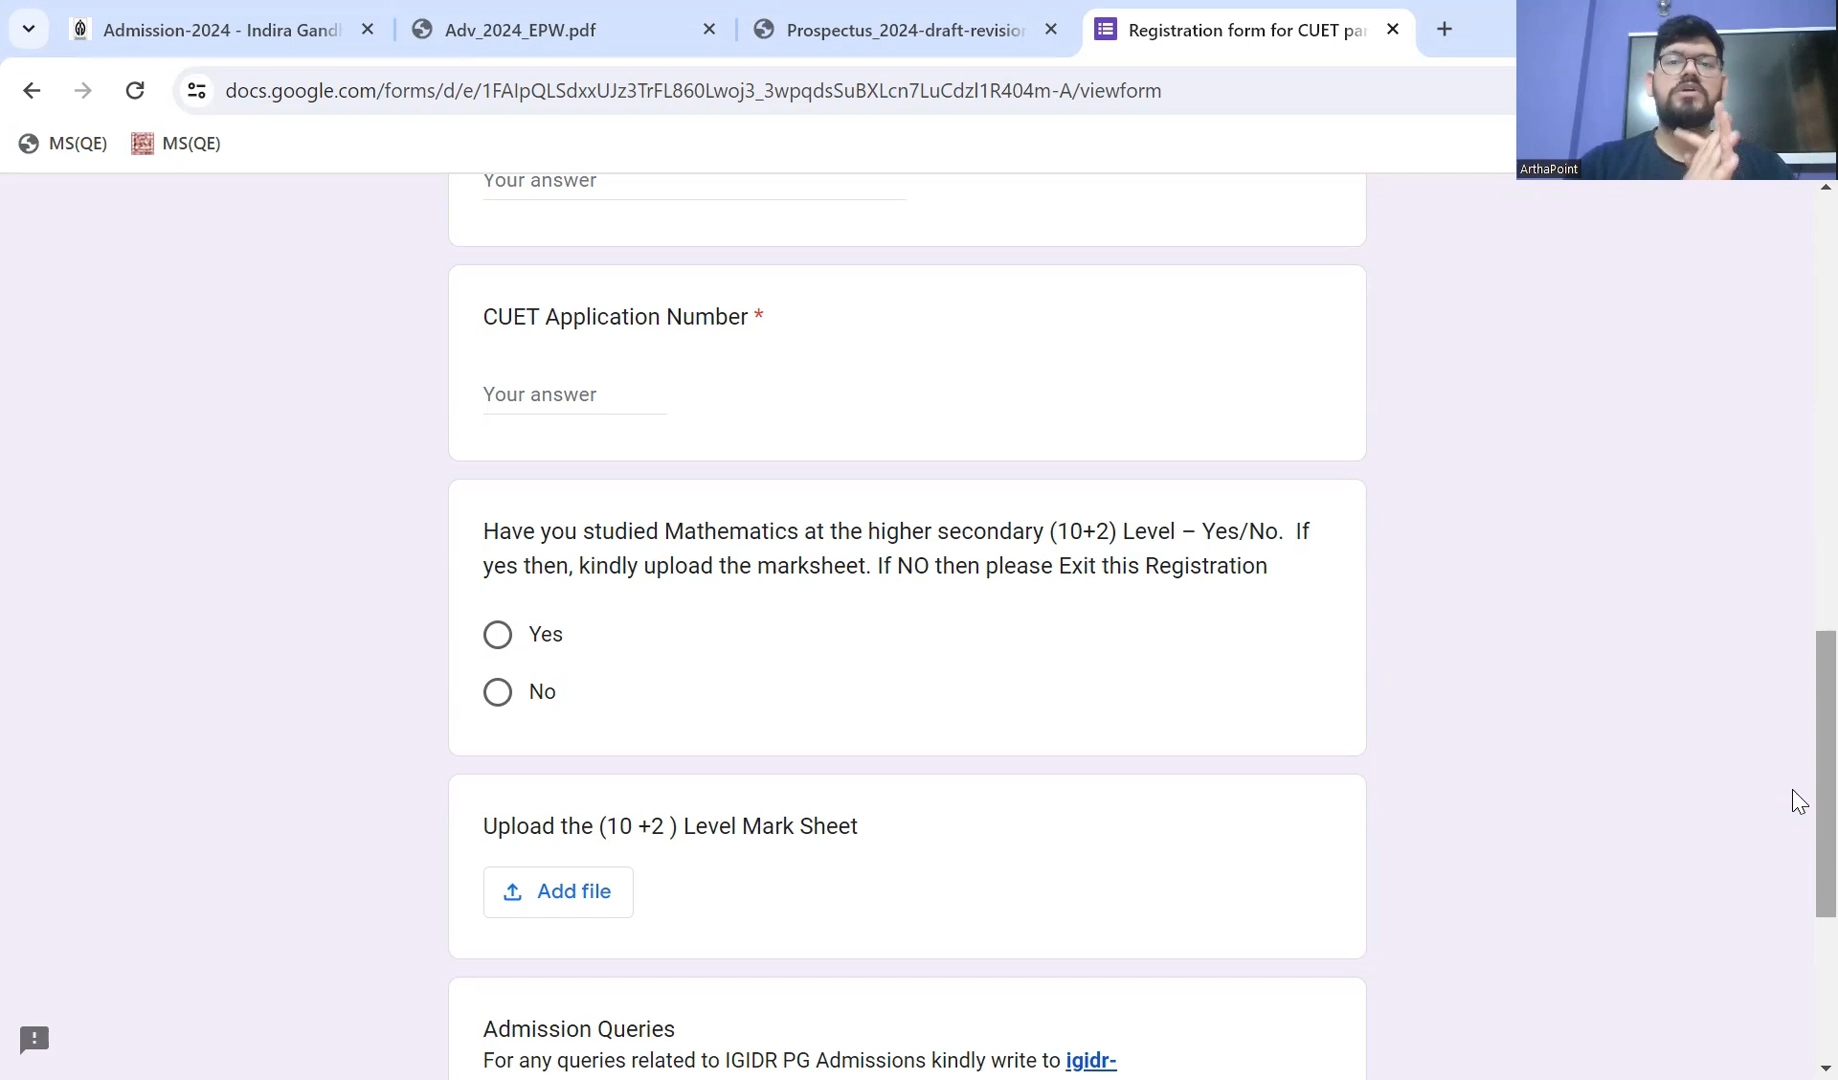 Admission-2024 - Indira Gandh
Adv_2024_EPW.pdf
Prospectus_2024-draft-revision
Registration form for CUET par
docs.google.com/forms/d/e/1FAIpQLSdxxUJz3TrFL860Lwoj3_3wpqdsSuBXLcn7LuCdzl1R404m-A/viewform
MS(QE)
MS(QE)
ArthaPoint
Your answer
CUET Application Number *
Your answer
Have you studied Mathematics at the higher secondary (10+2) Level – Yes/No. If
yes then, kindly upload the marksheet. If NO then please Exit this Registration
Yes
No
Upload the (10 +2 ) Level Mark Sheet
Add file
Admission Queries
For any queries related to IGIDR PG Admissions kindly write to igidr-